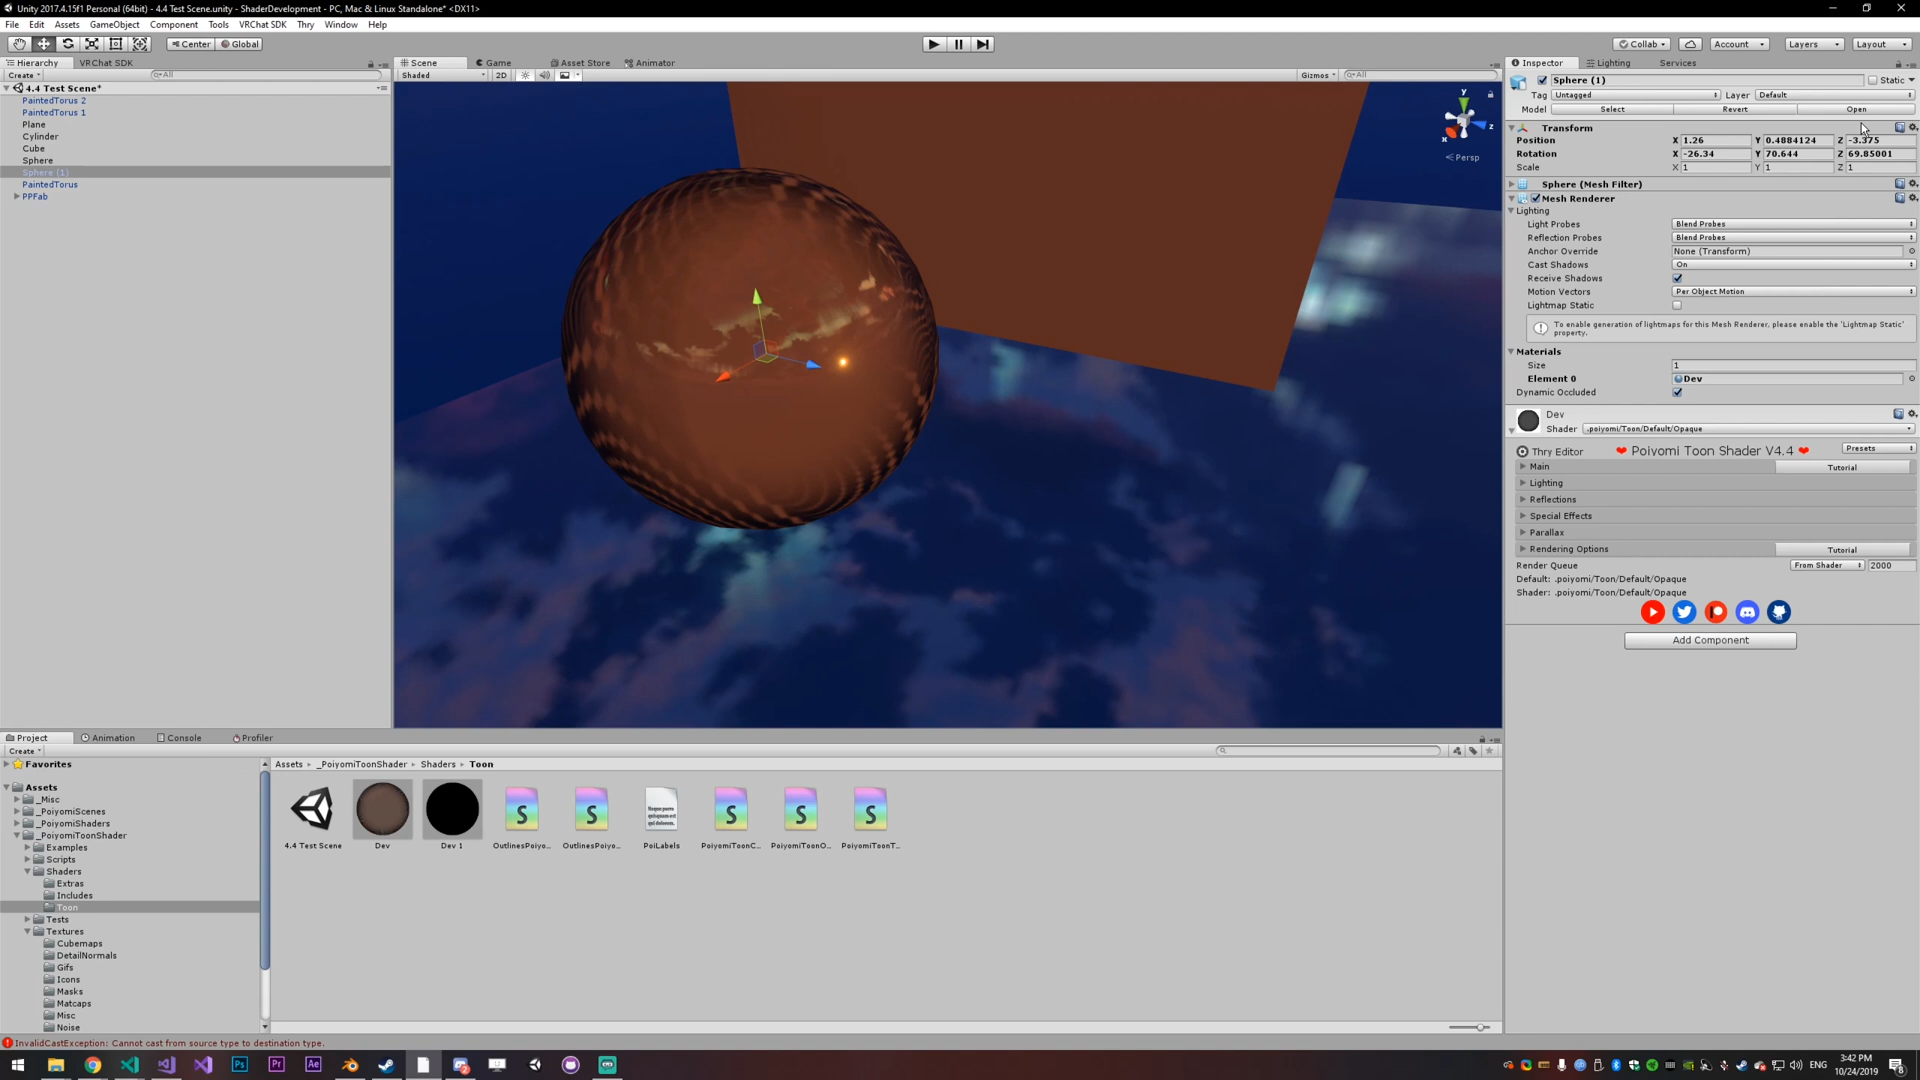 Unity 2017.4.15f1 Personal (64bit) - 4.4 Test Scene.unity - ShaderDevelopment - PC, Mac & Linux Standalone* <DX11>
File Edit Assets GameObject Component Tools VRChat SDK Thry Window Help
Center Global
Collab Account Layers Layout
Hierarchy VRChat SDK
Create All
4.4 Test Scene*
PaintedTorus 2
PaintedTorus 1
Plane
Cylinder
Cube
Sphere
Sphere (1)
PaintedTorus
PPFab
Scene Game Asset Store Animator
Shaded 2D Gizmos All
y
x z
Persp
Inspector Lighting Services
Sphere (1) Static
Tag Untagged Layer Default
Model Select Revert Open
Transform
Position X 1.26 Y 0.4884124 Z -3.375
Rotation X -26.34 Y 70.644 Z 69.85001
Scale X 1 Y 1 Z 1
Sphere (Mesh Filter)
Mesh Renderer
Lighting
Light Probes Blend Probes
Reflection Probes Blend Probes
Anchor Override None (Transform)
Cast Shadows On
Receive Shadows
Motion Vectors Per Object Motion
Lightmap Static
To enable generation of lightmaps for this Mesh Renderer, please enable the 'Lightmap Static'
property.
Materials
Size 1
Element 0 Dev
Dynamic Occluded
Dev
Shader .poiyomi/Toon/Default/Opaque
Thry Editor ❤ Poiyomi Toon Shader V4.4 ❤ Presets
Main Tutorial
Lighting
Reflections
Special Effects
Parallax
Rendering Options Tutorial
Render Queue From Shader 2000
Default: .poiyomi/Toon/Default/Opaque
Shader: .poiyomi/Toon/Default/Opaque
Add Component
Project Animation Console Profiler
Create
Favorites
Assets
_Misc
_PoiyomiScenes
_PoiyomiShaders
_PoiyomiToonShader
Examples
Scripts
Shaders
Extras
Includes
Toon
Tests
Textures
Cubemaps
DetailNormals
Gifs
Icons
Masks
Matcaps
Misc
Noise
Assets _PoiyomiToonShader Shaders Toon
4.4 Test Scene Dev Dev 1 OutlinesPoiyo... OutlinesPoiyo... PoiLabels PoiyomiToonC... PoiyomiToonO... PoiyomiToonT...
InvalidCastException: Cannot cast from source type to destination type.
Ps Pr Ae
ENG
3:42 PM
10/24/2019